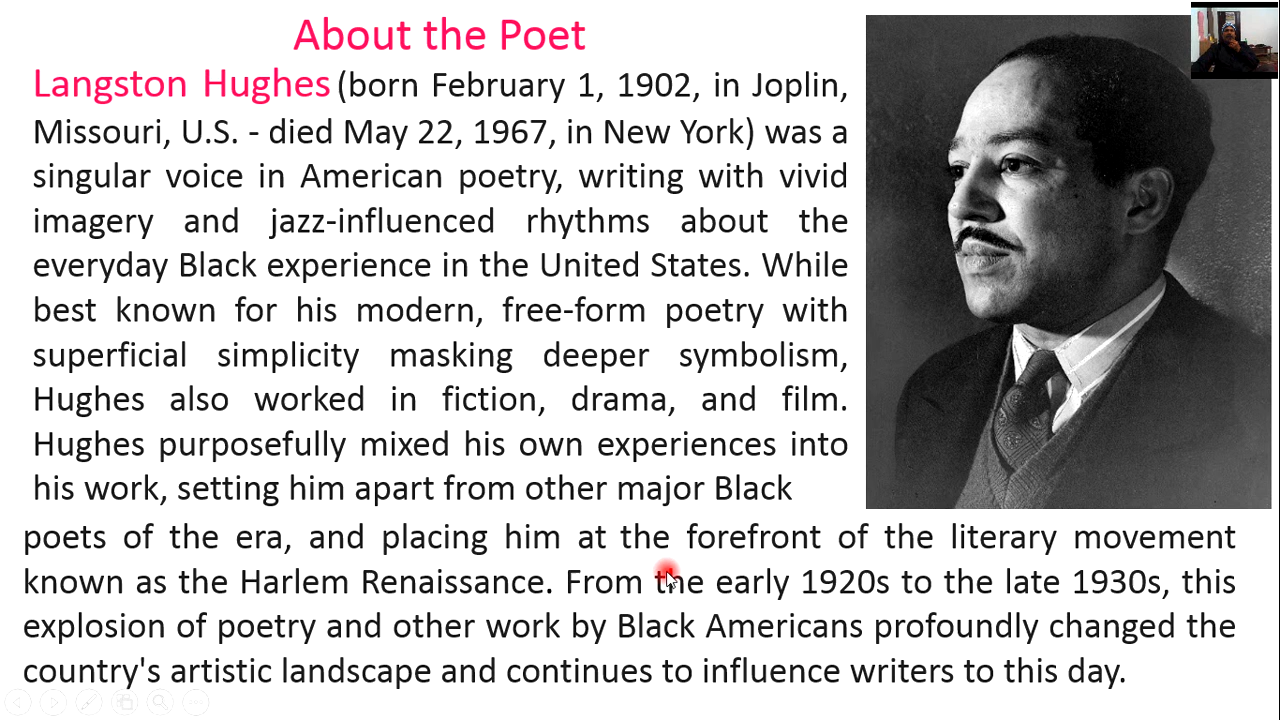 About the Poet
Langston Hughes (born February 1, 1902, in Joplin,
Missouri, U.S. - died May 22, 1967, in New York) was a
singular voice in American poetry, writing with vivid
imagery and jazz-influenced rhythms about the
everyday Black experience in the United States. While
best known for his modern, free-form poetry with
superficial simplicity masking deeper symbolism,
Hughes also worked in fiction, drama, and film.
Hughes purposefully mixed his own experiences into
his work, setting him apart from other major Black
poets of the era, and placing him at the forefront of the literary movement
known as the Harlem Renaissance. From the early 1920s to the late 1930s, this
explosion of poetry and other work by Black Americans profoundly changed the
country's artistic landscape and continues to influence writers to this day.